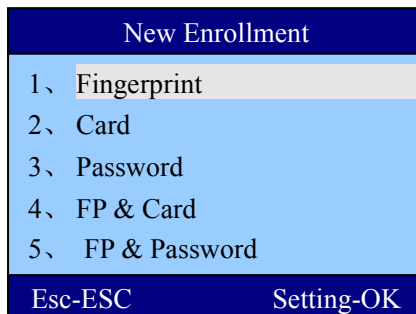 New Enrollment
1、 Fingerprint
2、 Card
3、 Password
4、 FP & Card
5、 FP & Password
Esc-ESC Setting-OK